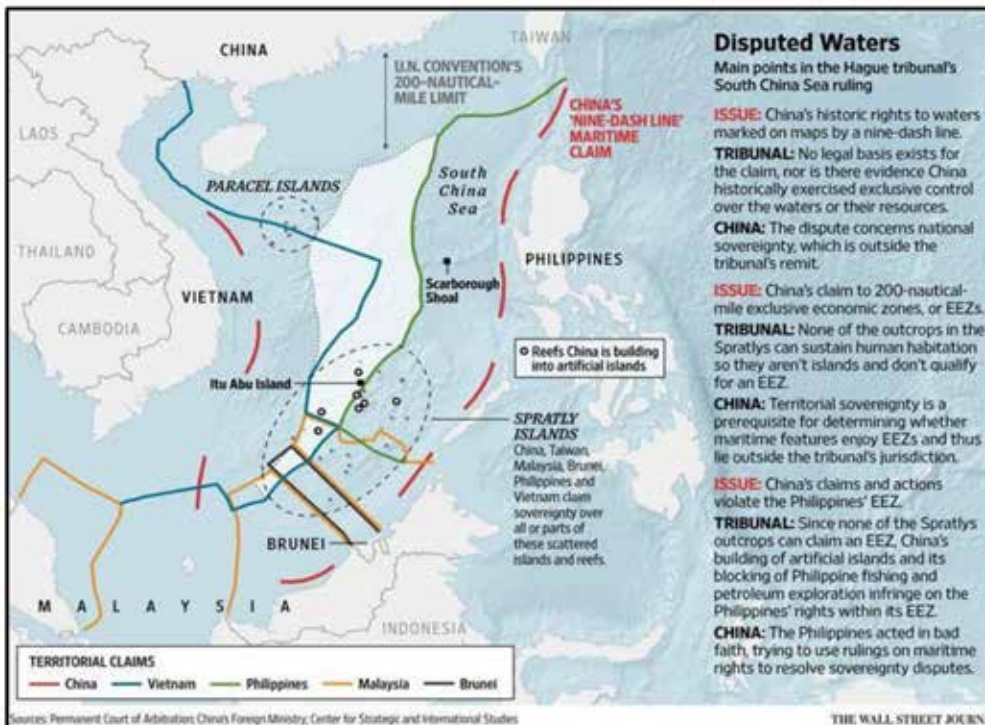 CHINA
TAIWAN
U.N. CONVENTION'S
200-NAUTICAL-
MILE LIMIT
CHINA'S
'NINE-DASH LINE'
MARITIME
CLAIM
LAOS
PARACEL ISLANDS
South
China
Sea
THAILAND
VIETNAM
Scarborough
Shoal
PHILIPPINES
CAMBODIA
Itu Abu Island
Reefs China is building
into artificial islands
SPRATLY
ISLANDS
China, Taiwan,
Malaysia, Brunei,
Philippines and
Vietnam claim
sovereignty over
all or parts of
these scattered
islands and reefs.
BRUNEI
MALAYSIA
INDONESIA
TERRITORIAL CLAIMS
China Vietnam Philippines Malaysia Brunei
Sources: Permanent Court of Arbitration; China's Foreign Ministry; Center for Strategic and International Studies
Disputed Waters
Main points in the Hague tribunal's
South China Sea ruling
ISSUE: China's historic rights to waters
marked on maps by a nine-dash line.
TRIBUNAL: No legal basis exists for
the claim, nor is there evidence China
historically exercised exclusive control
over the waters or their resources.
CHINA: The dispute concerns national
sovereignty, which is outside the
tribunal's remit.
ISSUE: China's claim to 200-nautical-
mile exclusive economic zones, or EEZs.
TRIBUNAL: None of the outcrops in the
Spratlys can sustain human habitation
so they aren't islands and don't qualify
for an EEZ.
CHINA: Territorial sovereignty is a
prerequisite for determining whether
maritime features enjoy EEZs and thus
lie outside the tribunal's jurisdiction.
ISSUE: China's claims and actions
violate the Philippines' EEZ.
TRIBUNAL: Since none of the Spratlys
outcrops can claim an EEZ, China's
building of artificial islands and its
blocking of Philippine fishing and
petroleum exploration infringe on the
Philippines' rights within its EEZ.
CHINA: The Philippines acted in bad
faith, trying to use rulings on maritime
rights to resolve sovereignty disputes.
THE WALL STREET JOURN